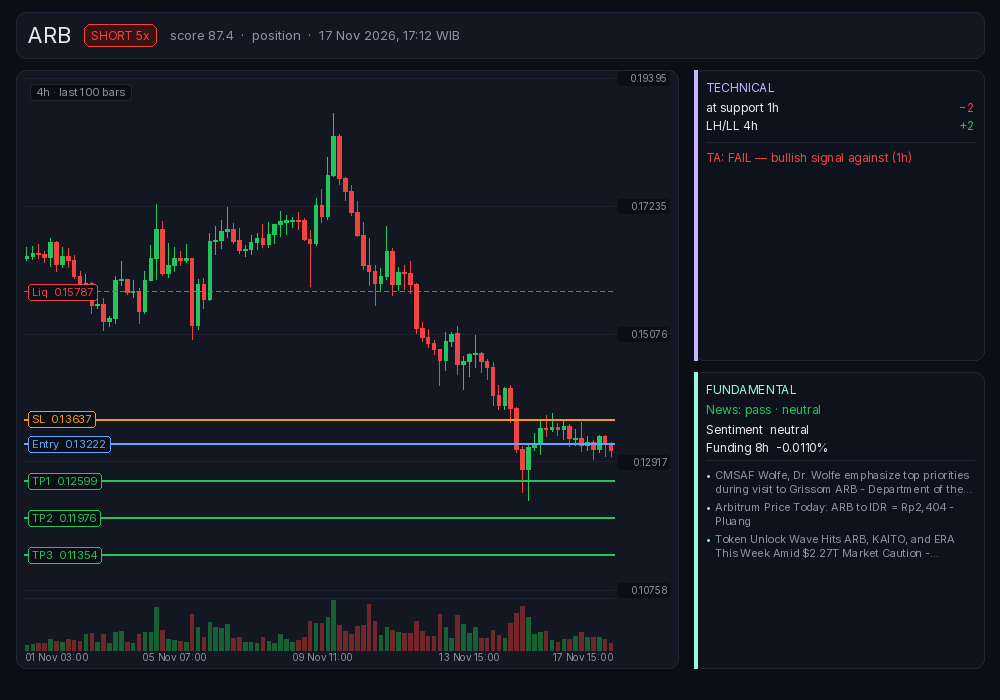 ARB SHORT 5x score 87.4 · position · 17 Nov 2026, 17:12 WIB
4h · last 100 bars
0.19395
0.17235
Liq 0.15787
0.15076
SL 0.13637
Entry 0.13222
0.12917
TP1 0.12599
TP2 0.11976
TP3 0.11354
0.10758
01 Nov 03:00 05 Nov 07:00 09 Nov 11:00 13 Nov 15:00 17 Nov 15:00
TECHNICAL
at support 1h −2
LH/LL 4h +2
TA: FAIL — bullish signal against (1h)
FUNDAMENTAL
News: pass · neutral
Sentiment neutral
Funding 8h -0.0110%
• CMSAF Wolfe, Dr. Wolfe emphasize top priorities
during visit to Grissom ARB - Department of the…
• Arbitrum Price Today: ARB to IDR = Rp2,404 -
Pluang
• Token Unlock Wave Hits ARB, KAITO, and ERA
This Week Amid $2.27T Market Caution -…